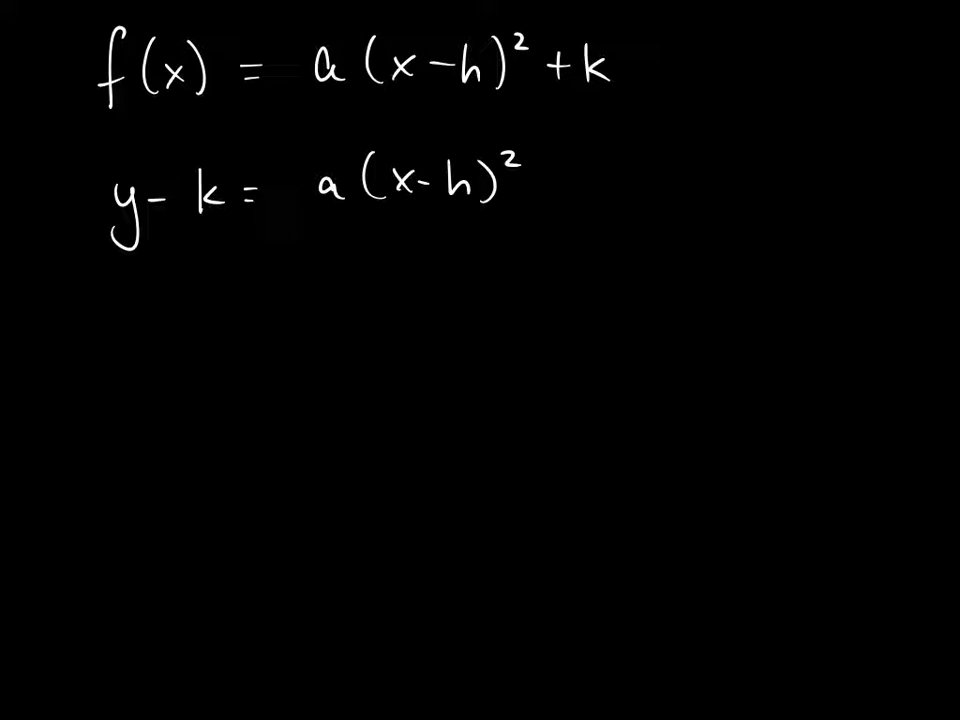 f(x) = a(x-h)² + k
y - k = a(x-h)²